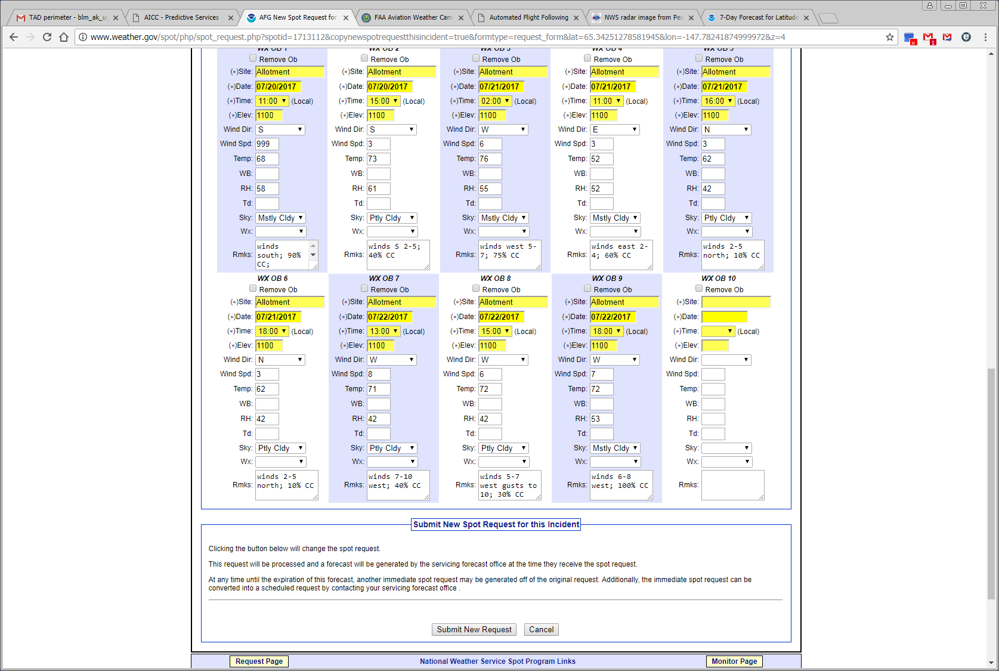 TAD perimeter - blm_ak_u
AICC - Predictive Services -
AFG New Spot Request for
FAA Aviation Weather Cam
Automated Flight Following
NWS radar image from Ped
7-Day Forecast for Latitude
www.weather.gov/spot/php/spot_request.php?spotid=1713112&copynewspotrequestthisincident=true&formtype=request_form&lat=65.34251278581945&lon=-147.78241874999972&z=4
WX OB 1 WX OB 2 WX OB 3 WX OB 4 WX OB 5
Remove Ob Remove Ob Remove Ob Remove Ob Remove Ob
(*)Site: Allotment (*)Site: Allotment (*)Site: Allotment (*)Site: Allotment (*)Site: Allotment
(*)Date: 07/20/2017 (*)Date: 07/20/2017 (*)Date: 07/21/2017 (*)Date: 07/21/2017 (*)Date: 07/21/2017
(*)Time: 11:00 (Local) (*)Time: 15:00 (Local) (*)Time: 02:00 (Local) (*)Time: 11:00 (Local) (*)Time: 16:00 (Local)
(*)Elev: 1100 (*)Elev: 1100 (*)Elev: 1100 (*)Elev: 1100 (*)Elev: 1100
Wind Dir: S Wind Dir: S Wind Dir: W Wind Dir: E Wind Dir: N
Wind Spd: 999 Wind Spd: 3 Wind Spd: 6 Wind Spd: 3 Wind Spd: 3
Temp: 68 Temp: 73 Temp: 76 Temp: 52 Temp: 62
WB: WB: WB: WB: WB:
RH: 58 RH: 61 RH: 55 RH: 52 RH: 42
Td: Td: Td: Td: Td:
Sky: Mstly Cldy Sky: Ptly Cldy Sky: Mstly Cldy Sky: Mstly Cldy Sky: Ptly Cldy
Wx: Wx: Wx: Wx: Wx:
winds winds S 2-5; winds west 5- winds east 2- winds 2-5
Rmks: south; 90% Rmks: 40% CC Rmks: 7; 75% CC Rmks: 4; 60% CC Rmks: north; 10% CC
CC;
WX OB 6 WX OB 7 WX OB 8 WX OB 9 WX OB 10
Remove Ob Remove Ob Remove Ob Remove Ob Remove Ob
(*)Site: Allotment (*)Site: Allotment (*)Site: Allotment (*)Site: Allotment (*)Site:
(*)Date: 07/21/2017 (*)Date: 07/22/2017 (*)Date: 07/22/2017 (*)Date: 07/22/2017 (*)Date:
(*)Time: 18:00 (Local) (*)Time: 13:00 (Local) (*)Time: 15:00 (Local) (*)Time: 18:00 (Local) (*)Time: (Local)
(*)Elev: 1100 (*)Elev: 1100 (*)Elev: 1100 (*)Elev: 1100 (*)Elev:
Wind Dir: N Wind Dir: W Wind Dir: W Wind Dir: W Wind Dir:
Wind Spd: 3 Wind Spd: 8 Wind Spd: 6 Wind Spd: 7 Wind Spd:
Temp: 62 Temp: 71 Temp: 72 Temp: 72 Temp:
WB: WB: WB: WB: WB:
RH: 42 RH: 42 RH: 42 RH: 53 RH:
Td: Td: Td: Td: Td:
Sky: Ptly Cldy Sky: Ptly Cldy Sky: Ptly Cldy Sky: Mstly Cldy Sky:
Wx: Wx: Wx: Wx: Wx:
winds 2-5 winds 7-10 winds 5-7 winds 6-8
Rmks: north; 10% CC Rmks: west; 40% CC Rmks: west gusts to Rmks: west; 100% CC Rmks:
10; 30% CC
Submit New Spot Request for this Incident
Clicking the button below will change the spot request.
This request will be processed and a forecast will be generated by the servicing forecast office at the time they receive the spot request.
At any time until the expiration of this forecast, another immediate spot request may be generated off of the original request. Additionally, the immediate spot request can be
converted into a scheduled request by contacting your servicing forecast office .
Submit New Request Cancel
Request Page National Weather Service Spot Program Links Monitor Page